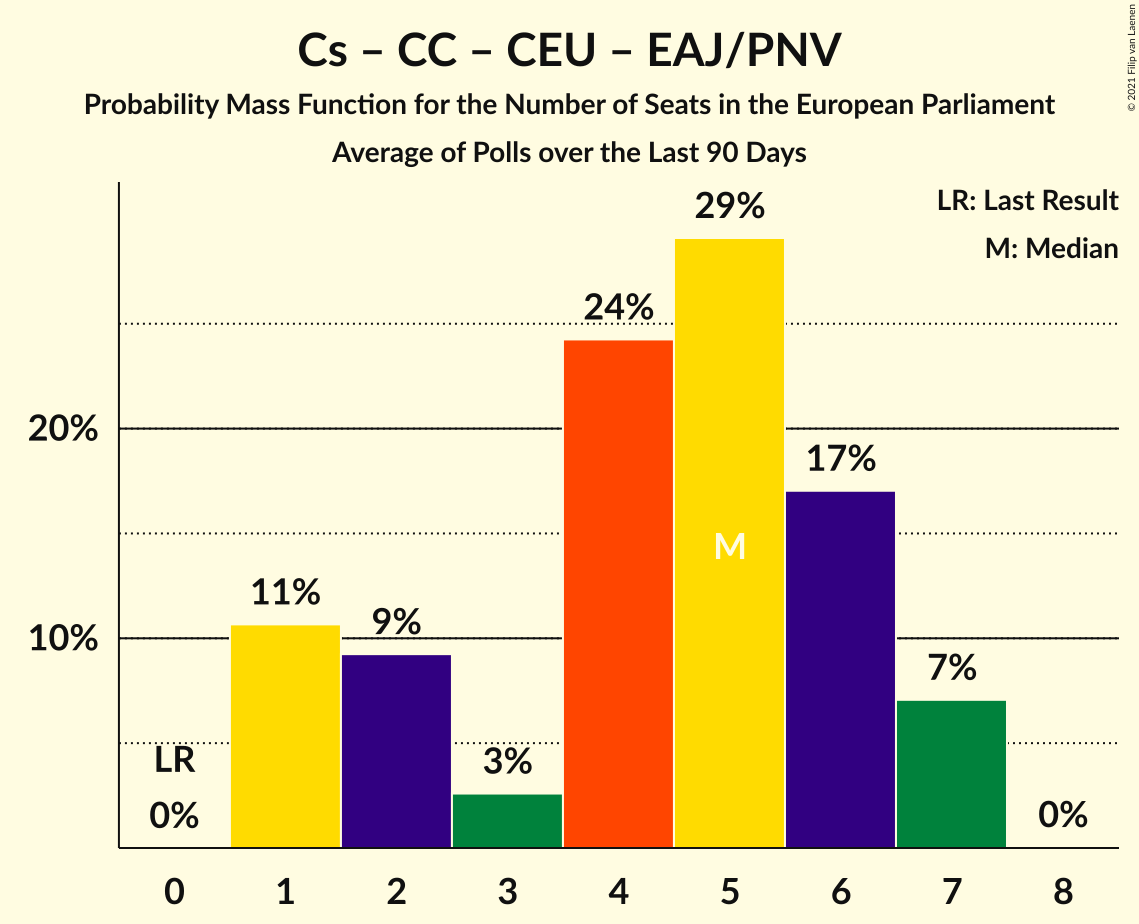 Cs – CC – CEU – EAJ/PNV
Probability Mass Function for the Number of Seats in the European Parliament
Average of Polls over the Last 90 Days
© 2021 Filip van Laenen
LR: Last Result
M: Median
29%
24%
20%
17%
M
11%
9%
10%
7%
LR
3%
0%
0%
0 1 2 3 4 5 6 7 8